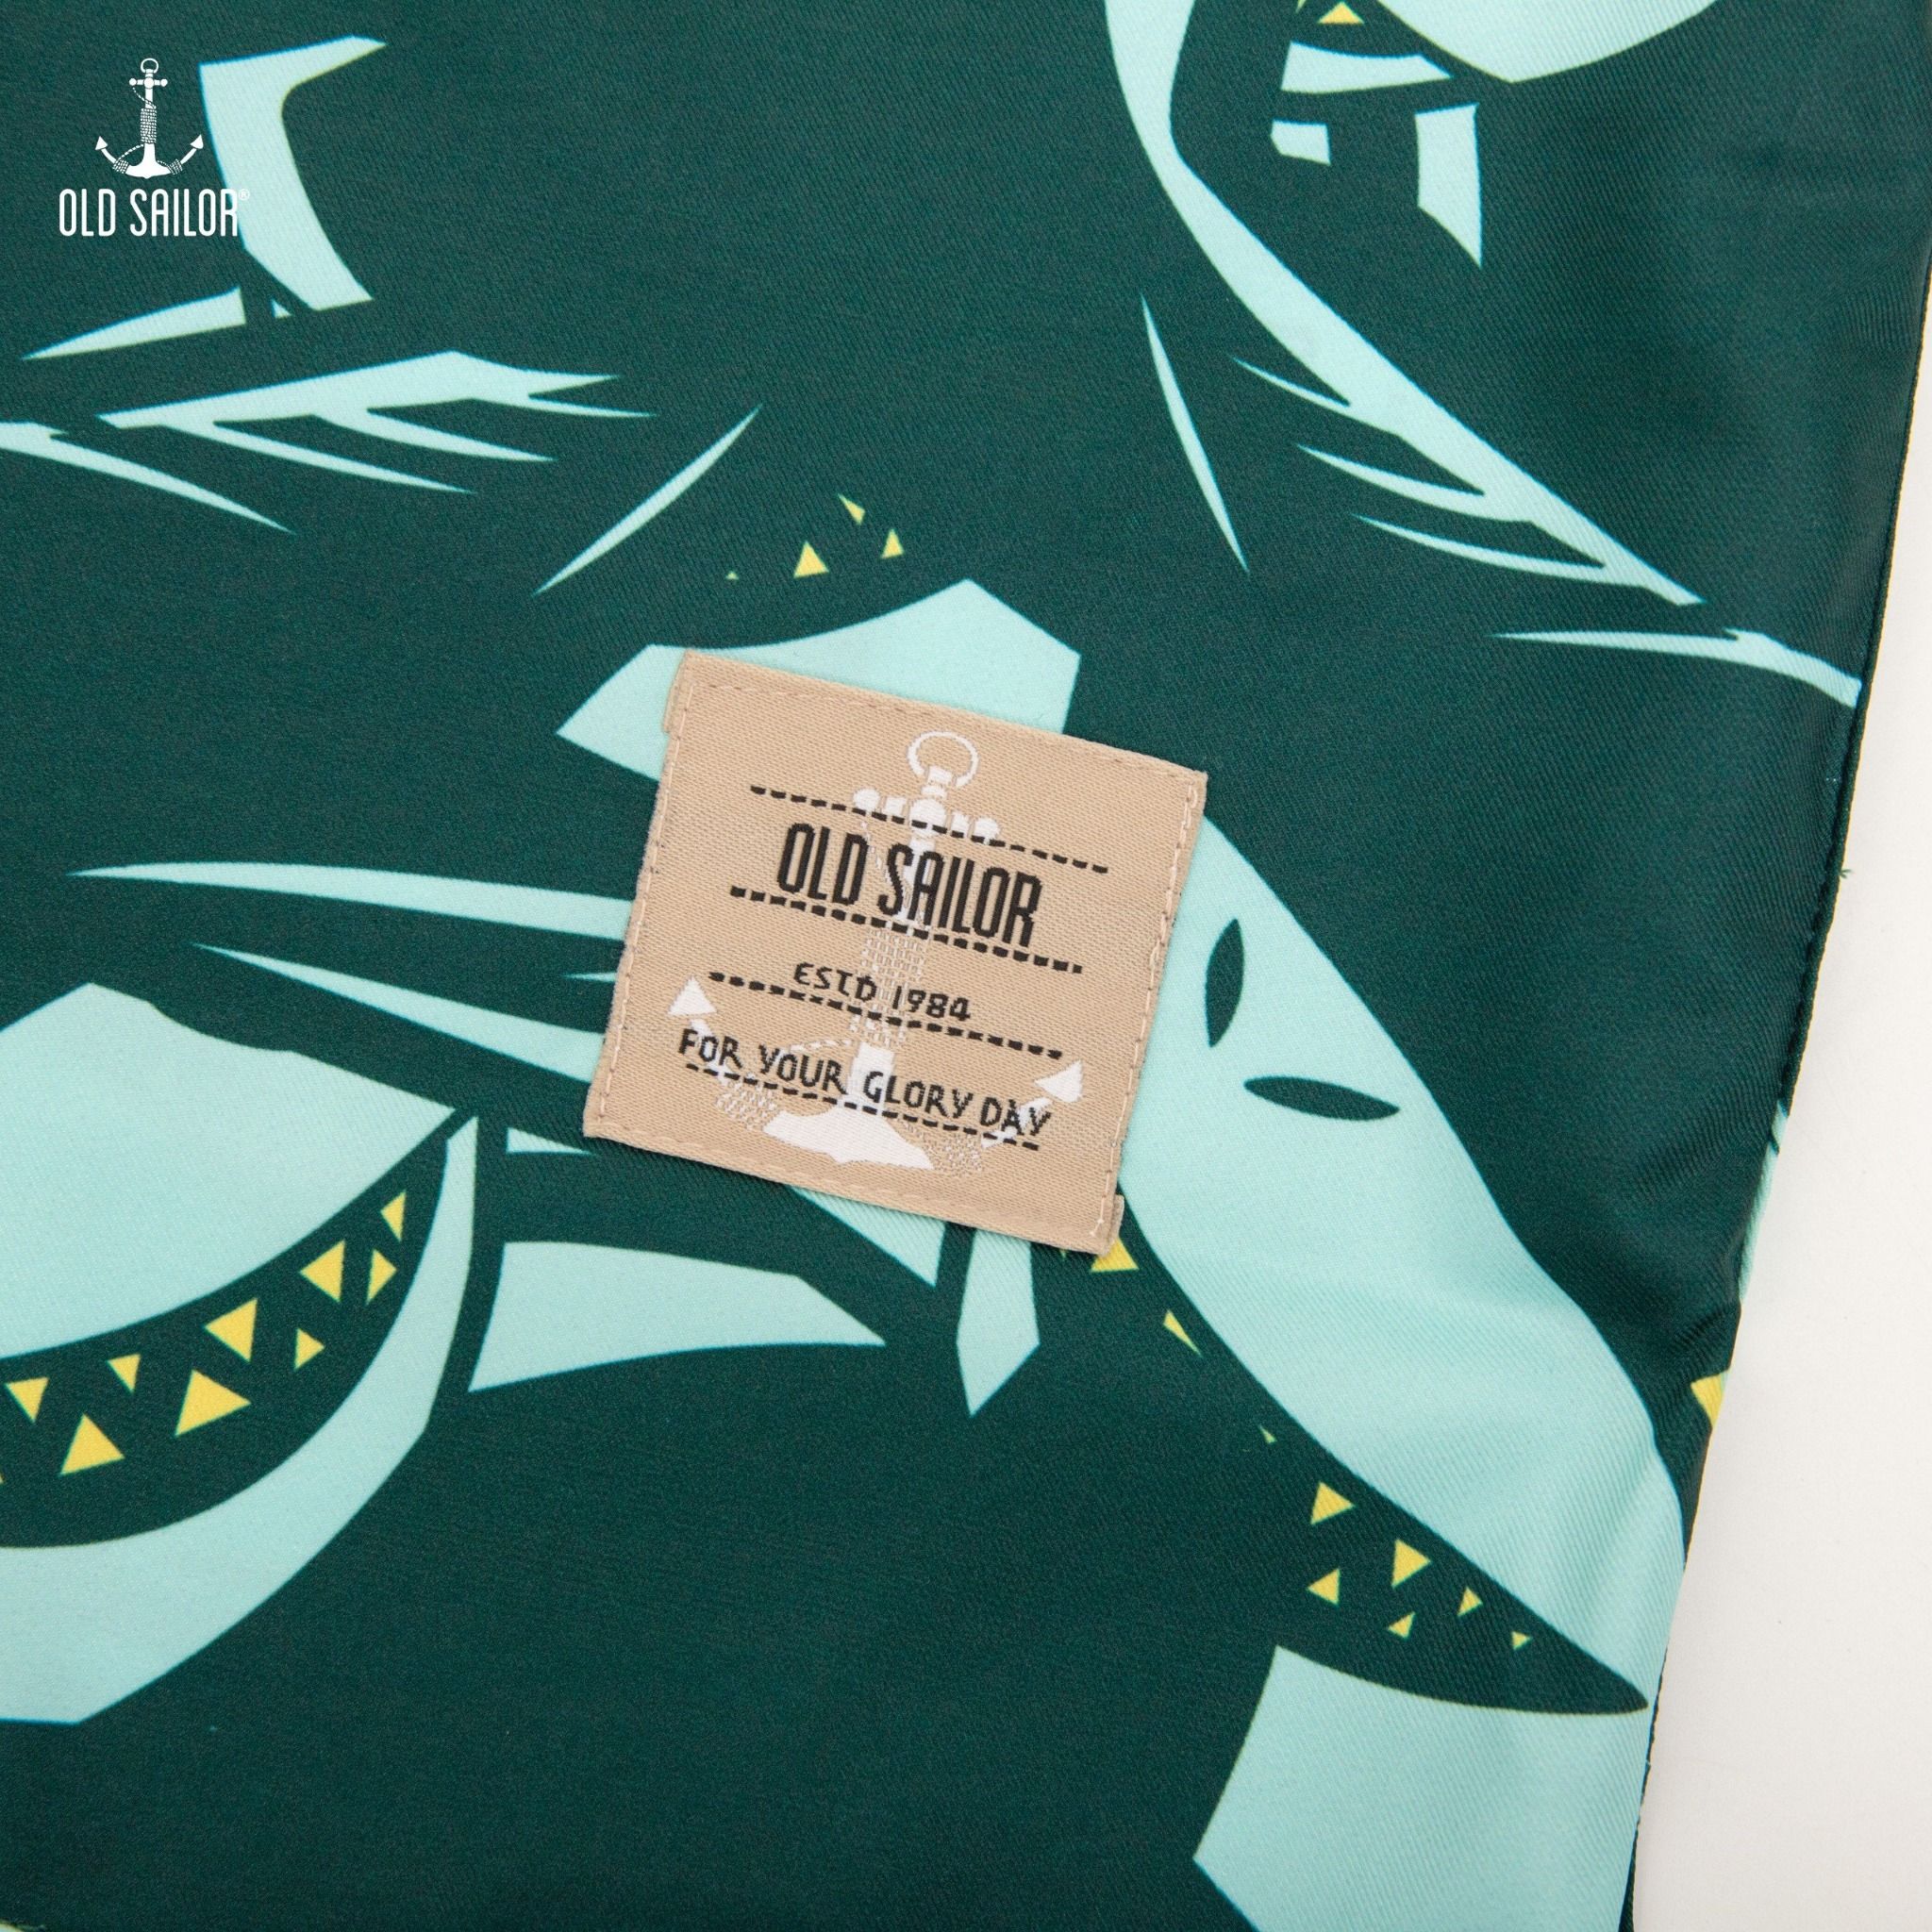 OLD SAILOR®
OLD SAILOR
ESTD 1984
FOR YOUR GLORY DAY